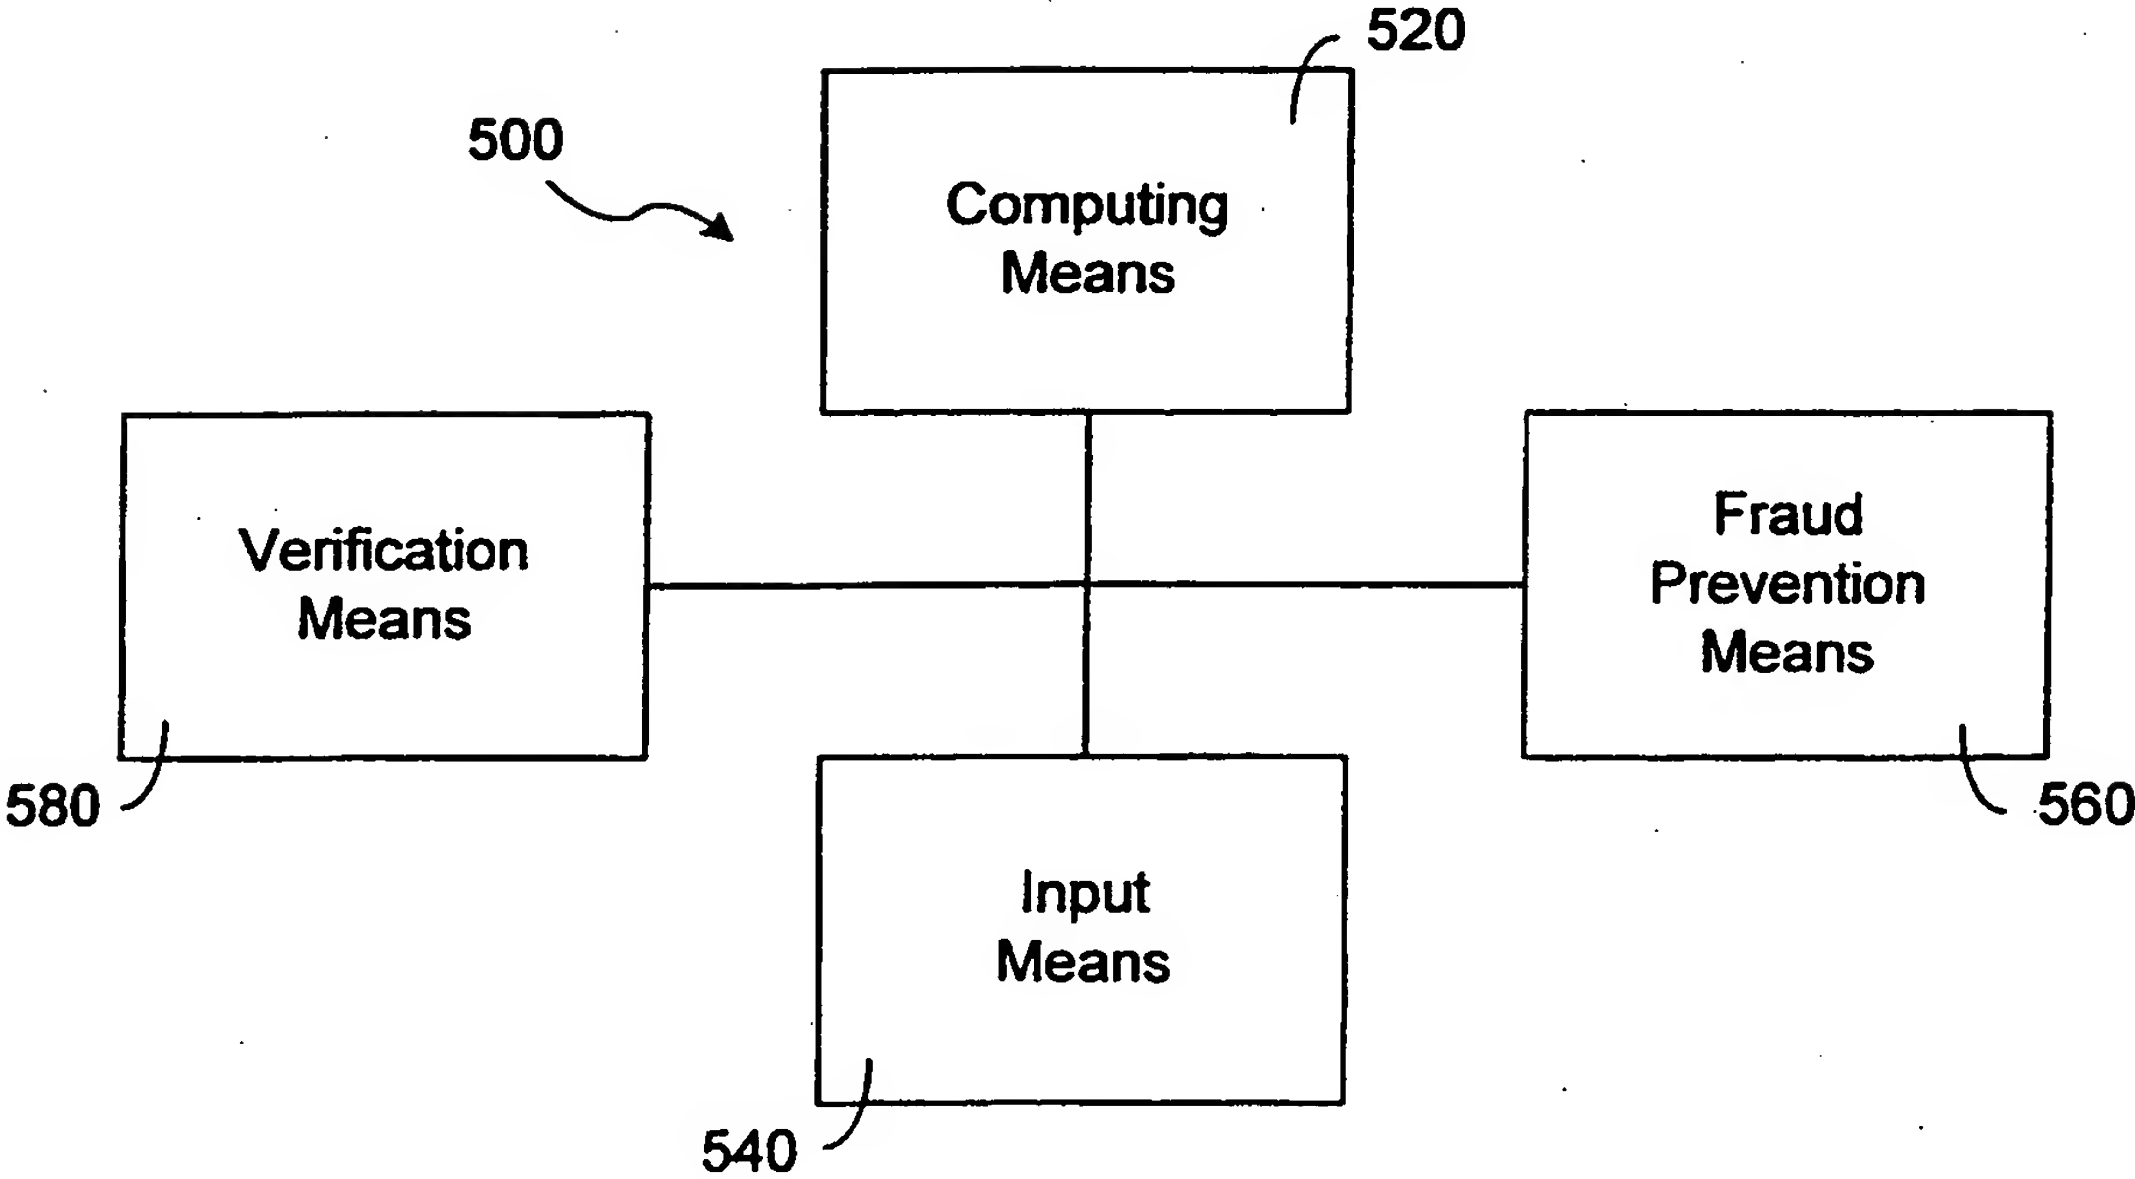 520
500
Computing
Means
Verification
Means
Fraud
Prevention
Means
580
560
Input
Means
540